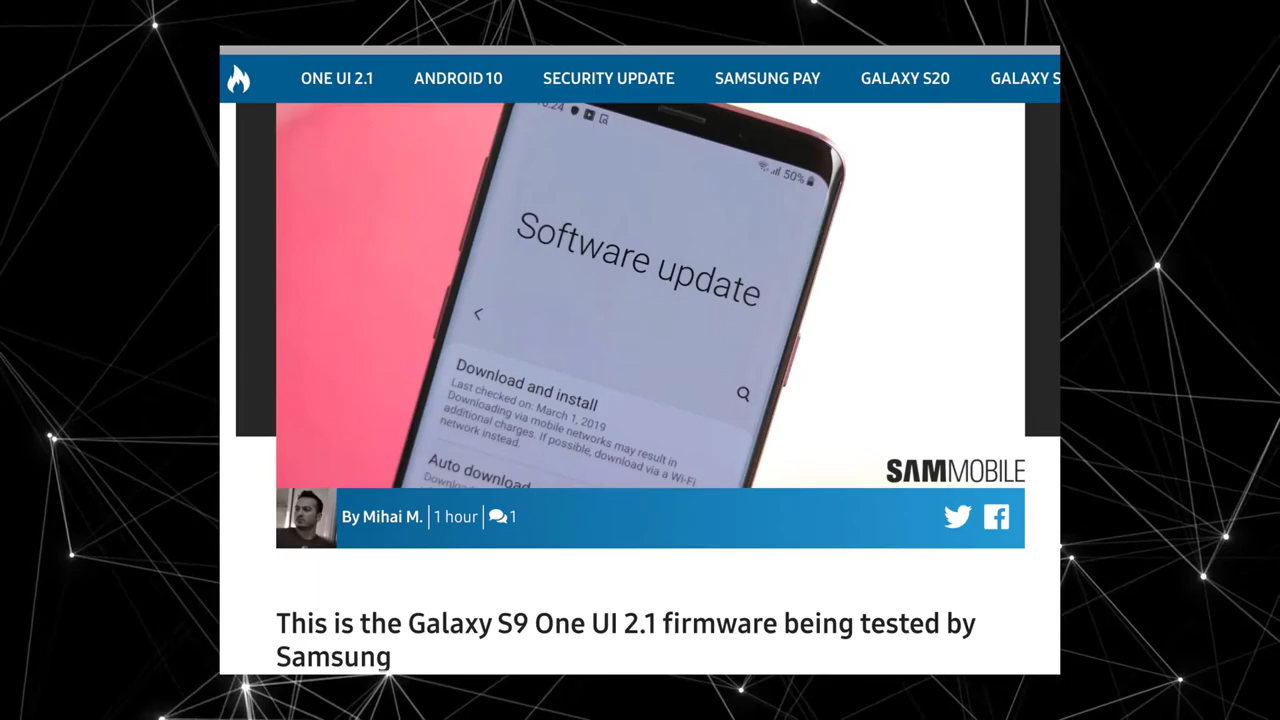 ONE UI 2.1 ANDROID 10 SECURITY UPDATE SAMSUNG PAY GALAXY S20 GALAXY S
50%
Software update
Download and install
Last checked on: March 1, 2019
Downloading via mobile networks may result in
additional charges. If possible, download via a Wi-Fi
network instead.
Auto download
SAMMOBILE
By Mihai M. 1 hour 1
This is the Galaxy S9 One UI 2.1 firmware being tested by
Samsung